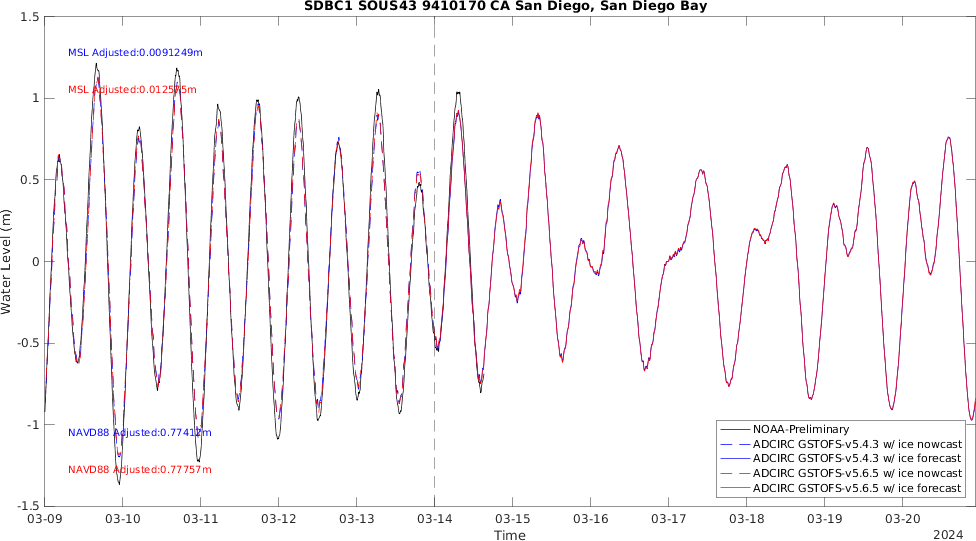 SDBC1 SOUS43 9410170 CA San Diego, San Diego Bay
1.5
1
0.5
0
-0.5
-1
-1.5
Water Level (m)
MSL Adjusted:0.0091249m
MSL Adjusted:0.012575m
NAVD88 Adjusted:0.77412m
NAVD88 Adjusted:0.77757m
NOAA-Preliminary
ADCIRC GSTOFS-v5.4.3 w/ ice nowcast
ADCIRC GSTOFS-v5.4.3 w/ ice forecast
ADCIRC GSTOFS-v5.6.5 w/ ice nowcast
ADCIRC GSTOFS-v5.6.5 w/ ice forecast
03-09 03-10 03-11 03-12 03-13 03-14 03-15 03-16 03-17 03-18 03-19 03-20
Time
2024